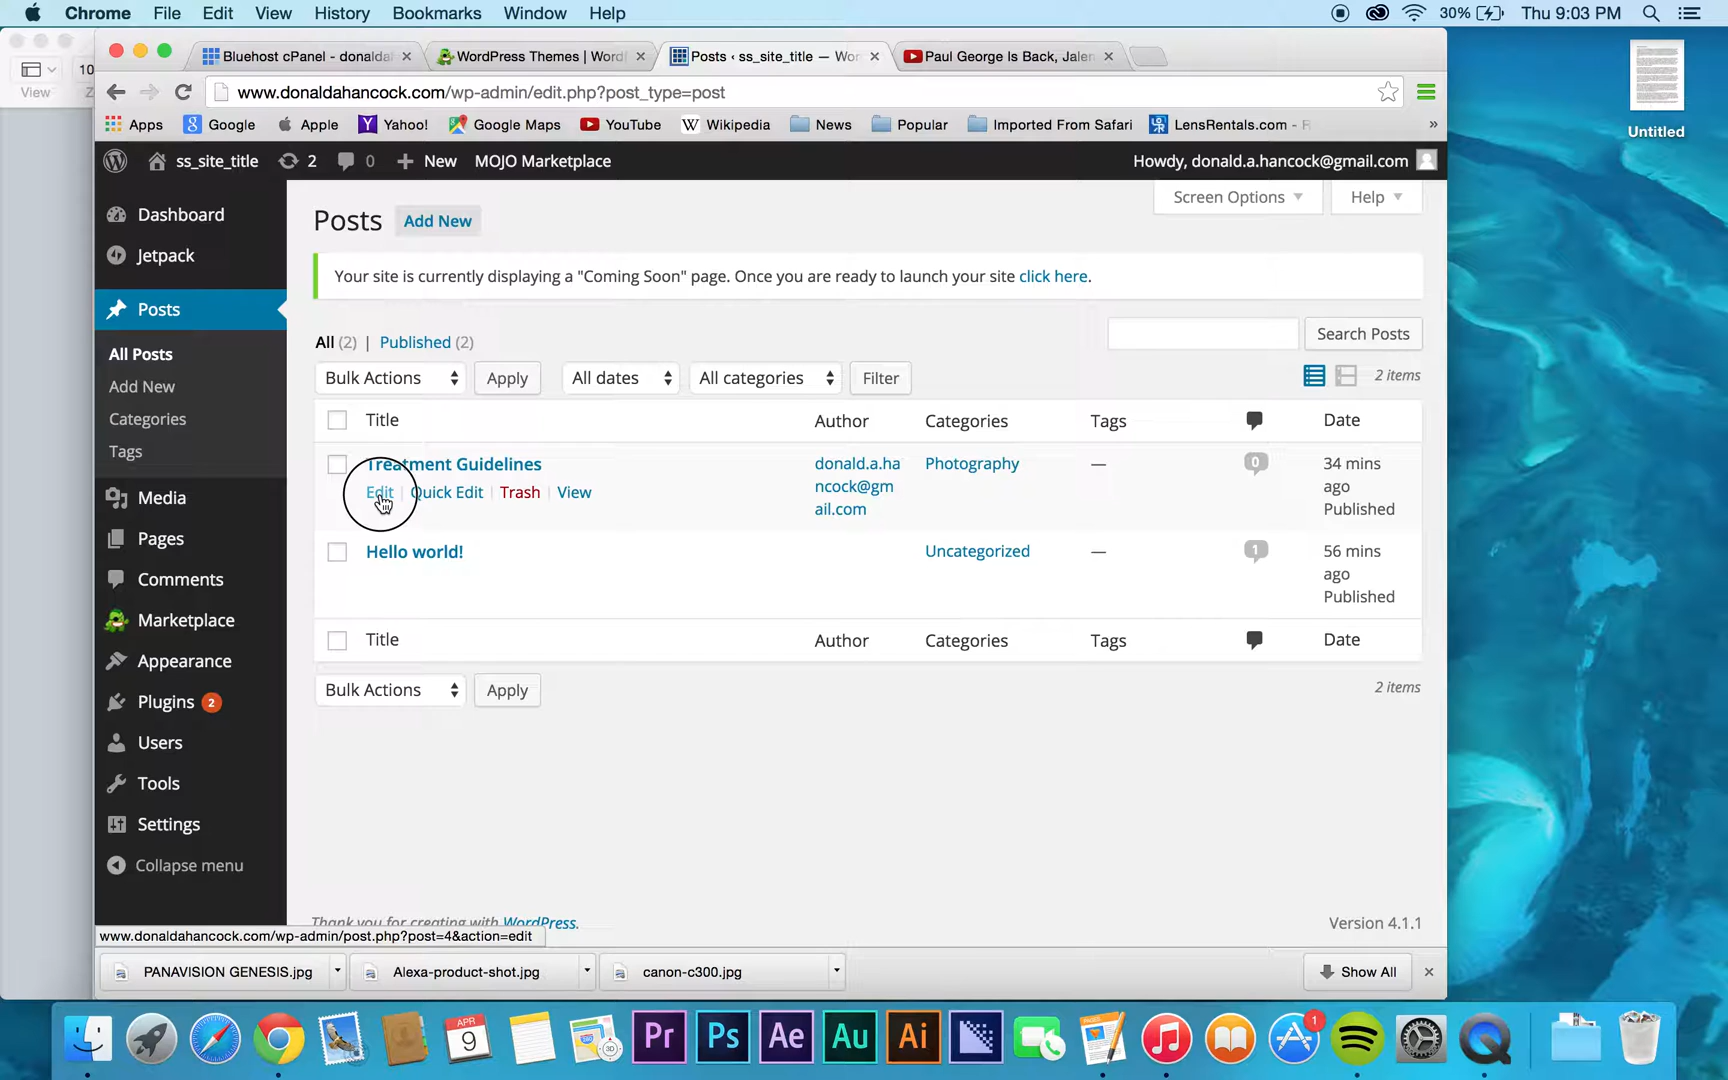 Chrome File Edit View History Bookmarks Window Help 30% Thu 9:03 PM
Bluehost cPanel - donalda WordPress Themes | Word Posts ‹ ss_site_title — Wor Paul George Is Back, Jalen
www.donaldahancock.com/wp-admin/edit.php?post_type=post
View
Apps Google Apple Yahoo! Google Maps YouTube Wikipedia News Popular Imported From Safari LensRentals.com - »
Untitled
ss_site_title 2 0 + New MOJO Marketplace Howdy, donald.a.hancock@gmail.com
Screen Options Help
Dashboard
Jetpack
Posts
All Posts
Add New
Categories
Tags
Media
Pages
Comments
Marketplace
Appearance
Plugins 2
Users
Tools
Settings
Collapse menu
Posts Add New
Your site is currently displaying a "Coming Soon" page. Once you are ready to launch your site click here.
All (2) | Published (2)
Search Posts
Bulk Actions Apply All dates All categories Filter 2 items
Title Author Categories Tags Date
Treatment Guidelines donald.a.ha Photography — 0 34 mins
Edit | Quick Edit | Trash | View ncock@gm ago
ail.com Published
Hello world! Uncategorized — 1 56 mins
ago
Published
Title Author Categories Tags Date
Bulk Actions Apply 2 items
Thank you for creating with WordPress. Version 4.1.1
www.donaldahancock.com/wp-admin/post.php?post=4&action=edit
PANAVISION GENESIS.jpg Alexa-product-shot.jpg canon-c300.jpg Show All
APR
9
Pr Ps Ae Au Ai 1